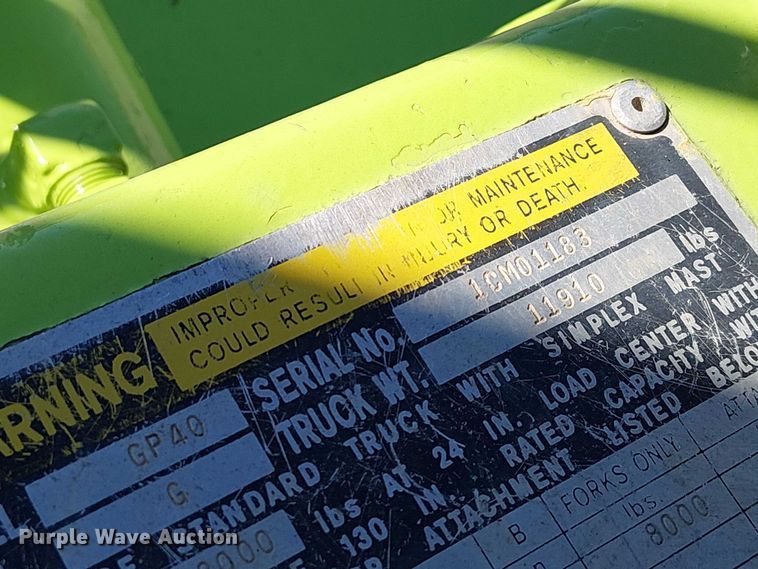 IMPROPER OR MAINTENANCE
COULD RESULT IN INJURY OR DEATH.
SERIAL No. 1CM01183
TRUCK WT. 11910 lbs
GP40
G
STANDARD TRUCK WITH SIMPLEX MAST
lbs AT 24 IN. LOAD CENTER WITH
130 IN. RATED CAPACITY
ATTACHMENT LISTED
B FORKS ONLY
lbs.
8000
Purple Wave Auction